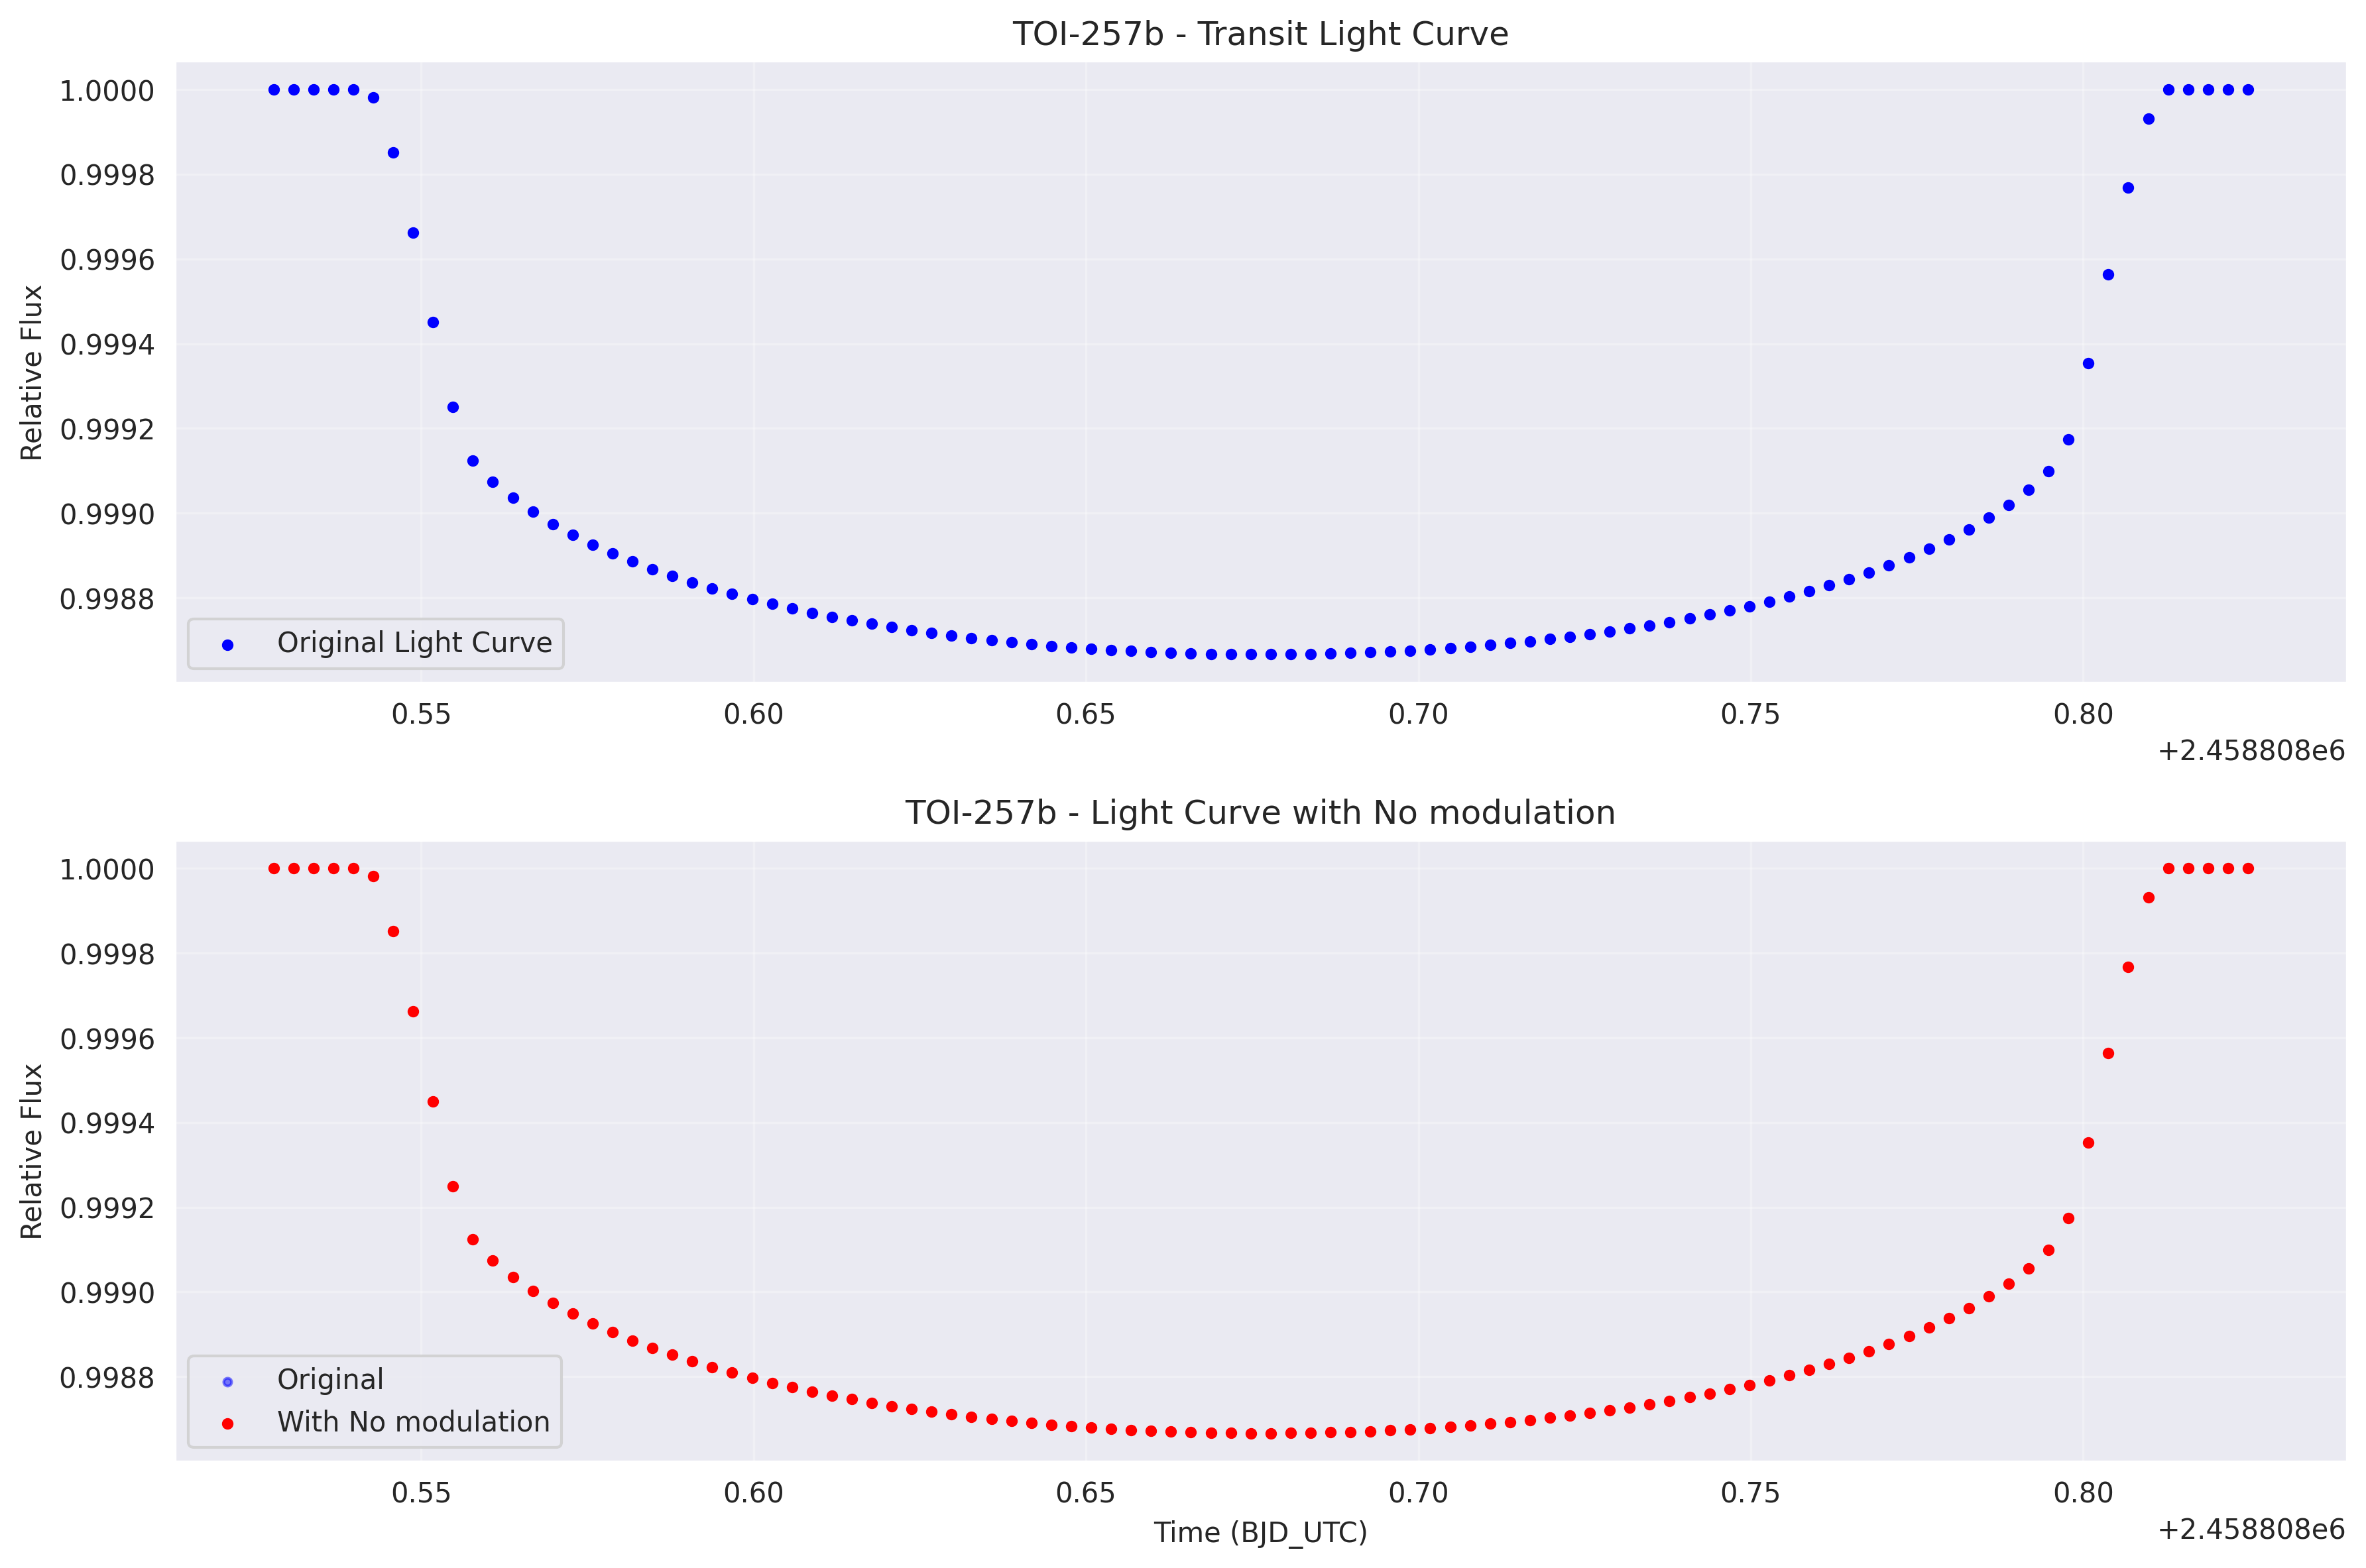 TOI-257b - Transit Light Curve
1.0000
0.9998
0.9996
0.9994
0.9992
0.9990
0.9988
Relative Flux
Original Light Curve
0.55 0.60 0.65 0.70 0.75 0.80
+2.458808e6
TOI-257b - Light Curve with No modulation
1.0000
0.9998
0.9996
0.9994
0.9992
0.9990
0.9988
Relative Flux
Original
With No modulation
0.55 0.60 0.65 0.70 0.75 0.80
Time (BJD_UTC)
+2.458808e6